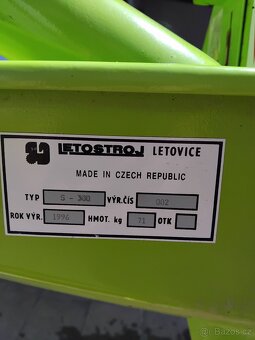 LETOSTROJ LETOVICE
MADE IN CZECH REPUBLIC
TYP S - 300 VÝR.ČÍS 002
ROK VÝR. 1996 HMOT. kg 71 OTK
Bazoš.cz